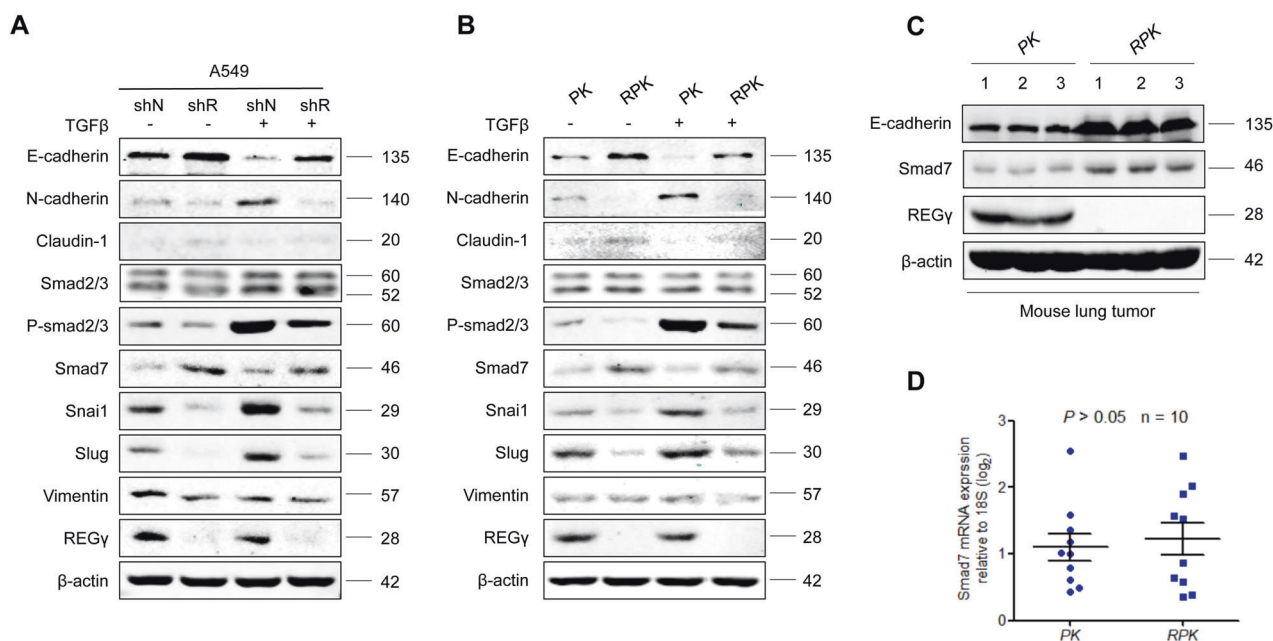 A
A549
shN shR shN shR
TGFβ - - + +
E-cadherin 135
N-cadherin 140
Claudin-1 20
Smad2/3 60
52
P-smad2/3 60
Smad7 46
Snai1 29
Slug 30
Vimentin 57
REGγ 28
β-actin 42
B
PK RPK PK RPK
TGFβ - - + +
E-cadherin 135
N-cadherin 140
Claudin-1 20
Smad2/3 60
52
P-smad2/3 60
Smad7 46
Snai1 29
Slug 30
Vimentin 57
REGγ 28
β-actin 42
C
PK RPK
1 2 3 1 2 3
E-cadherin 135
Smad7 46
REGγ 28
β-actin 42
Mouse lung tumor
D
P > 0.05 n = 10
Smad7 mRNA exprssion
relative to 18S (log2)
3
2
1
0
PK RPK